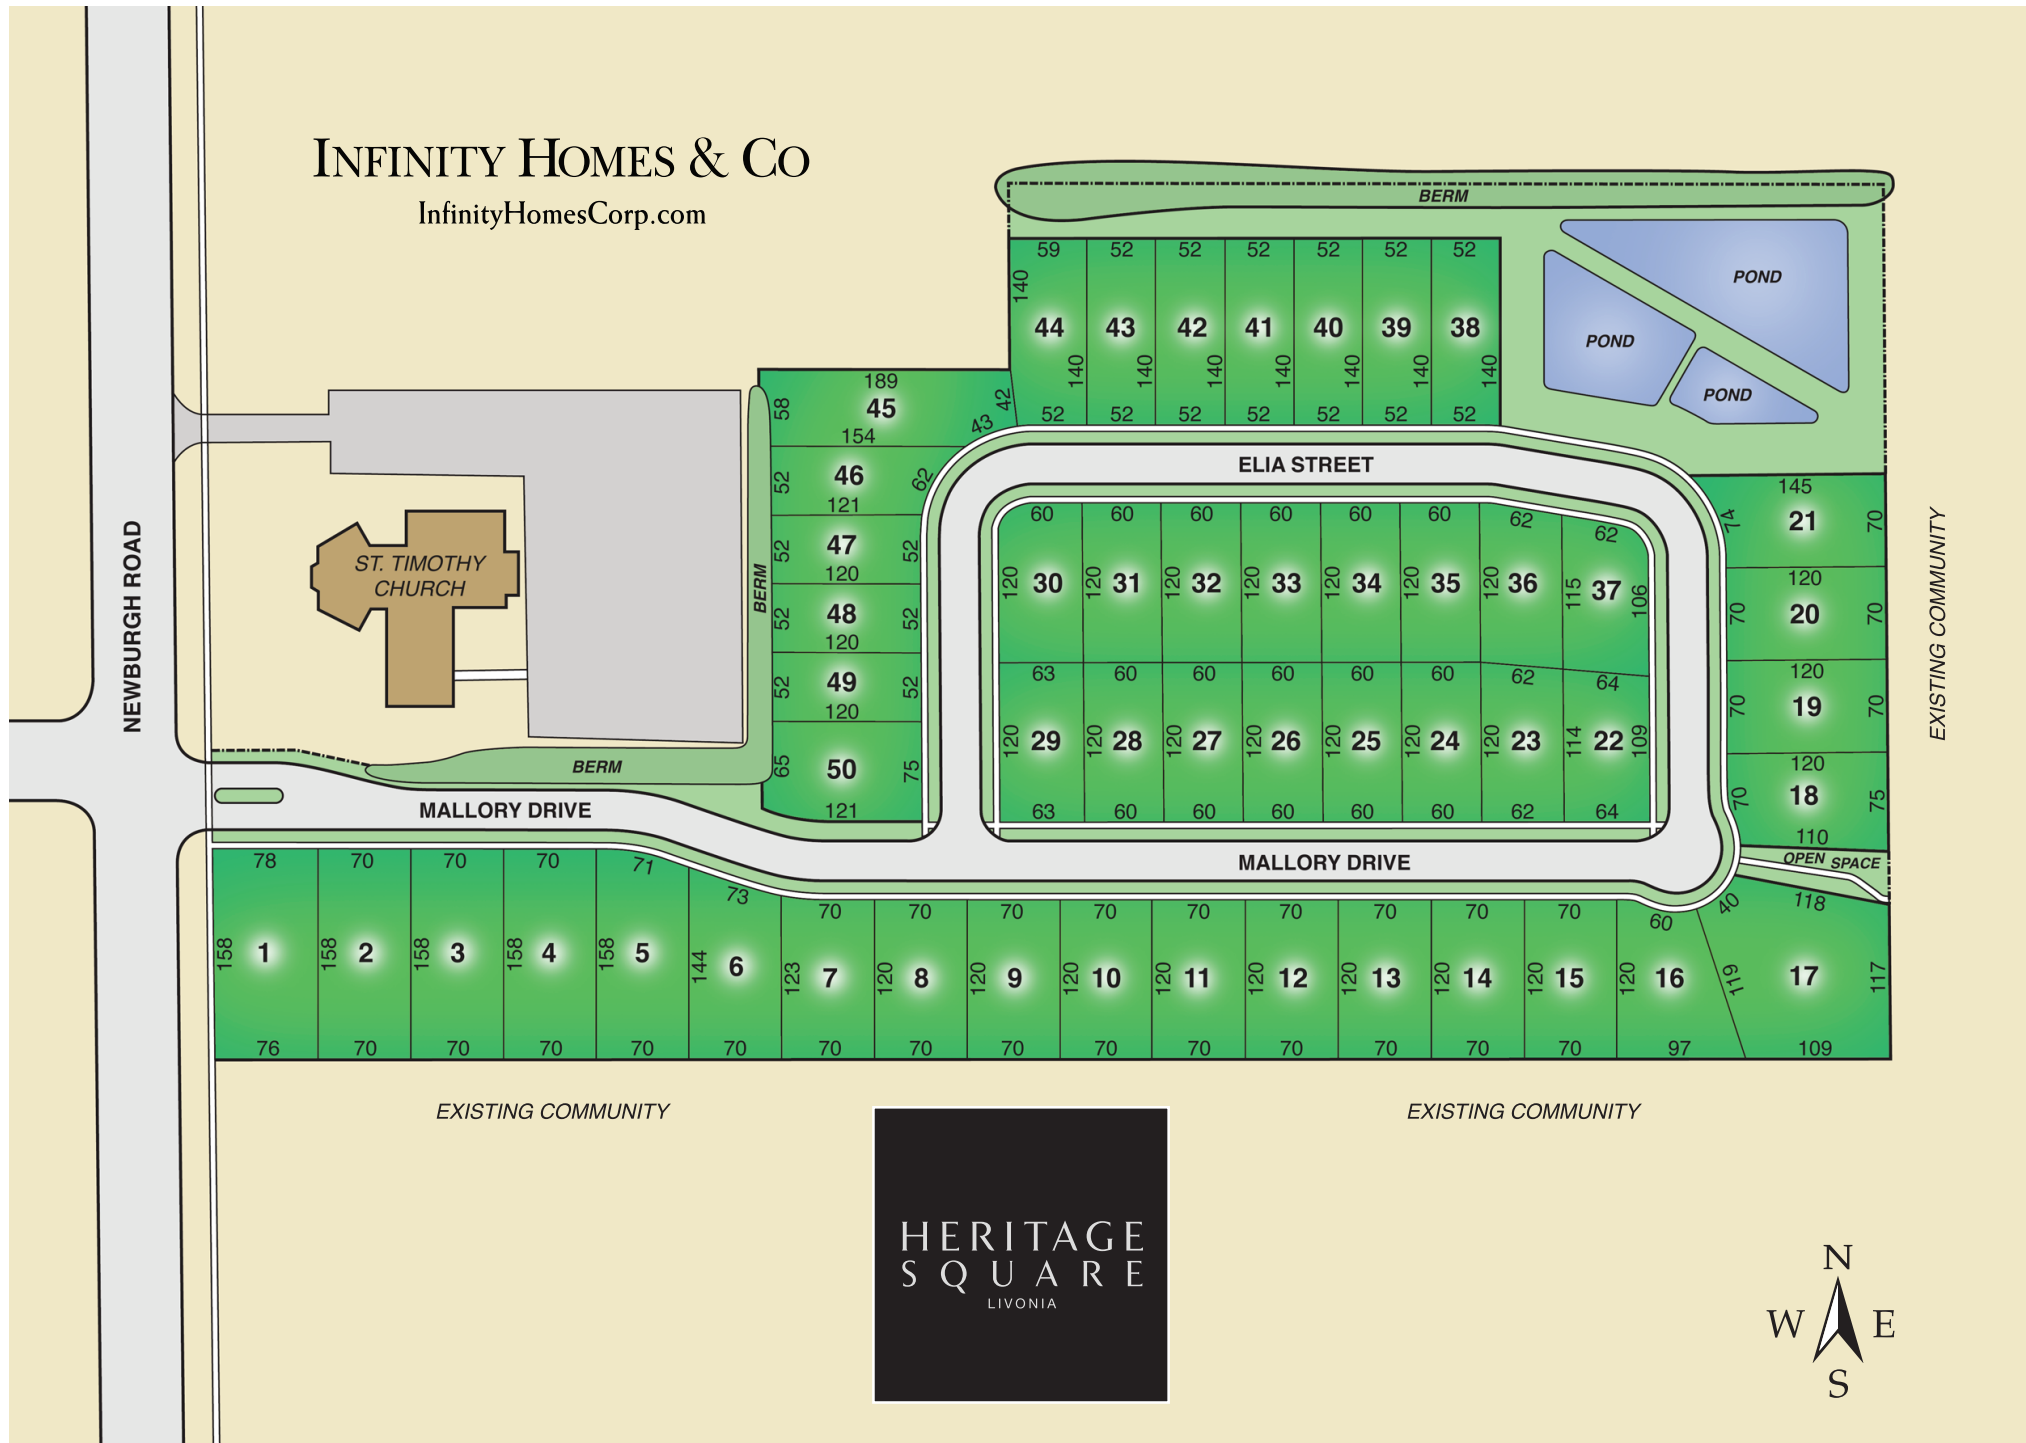 INFINITY HOMES & CO
InfinityHomesCorp.com
BERM
POND
POND
POND
59 52 52 52 52 52 52
140
44 43 42 41 40 39 38
140 140 140 140 140 140 140
52 52 52 52 52 52 52
189
58 45 42
154 43
46
52 62
121
47
52 52
120
48
52 52
120
49
52 52
120
50
65 75
121
BERM
ELIA STREET
60 60 60 60 60 60 62 62
120 30 120 31 120 32 120 33 120 34 120 35 120 36 115 37 106
63 60 60 60 60 60 62 64
120 29 120 28 120 27 120 26 120 25 120 24 120 23 114 22 109
63 60 60 60 60 60 62 64
145
74 21 70
120
70 20 70
120
70 19 70
120
70 18 75
110
OPEN SPACE
EXISTING COMMUNITY
NEWBURGH ROAD
ST. TIMOTHY
CHURCH
BERM
MALLORY DRIVE
MALLORY DRIVE
78 70 70 70 71 73 70 70 70 70 70 70 70 70 70 60 40 118
158 1 158 2 158 3 158 4 158 5 144 6 123 7 120 8 120 9 120 10 120 11 120 12 120 13 120 14 120 15 120 16 119 17 117
76 70 70 70 70 70 70 70 70 70 70 70 70 70 70 97 109
EXISTING COMMUNITY
EXISTING COMMUNITY
HERITAGE
SQUARE
LIVONIA
N
W E
S